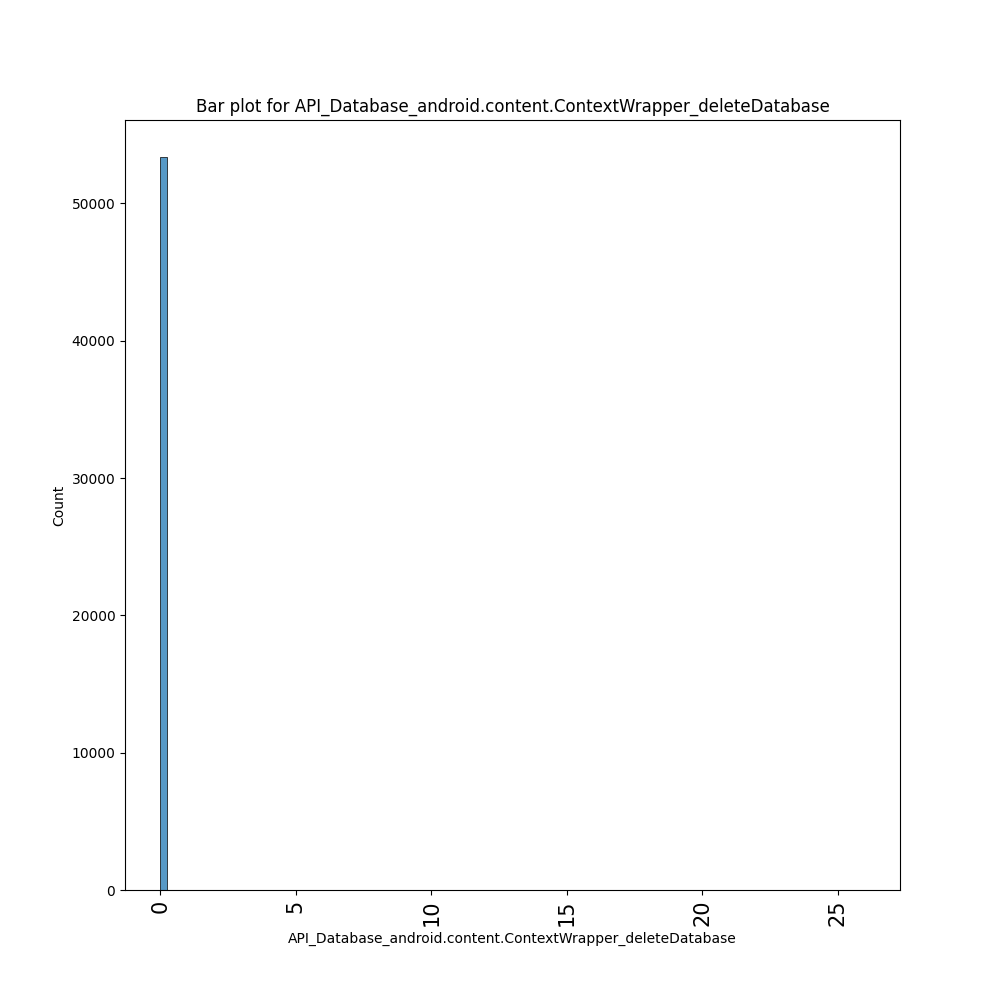 Bar plot for API_Database_android.content.ContextWrapper_deleteDatabase
50000
40000
30000
20000
10000
0
Count
0 5 10 15 20 25
API_Database_android.content.ContextWrapper_deleteDatabase